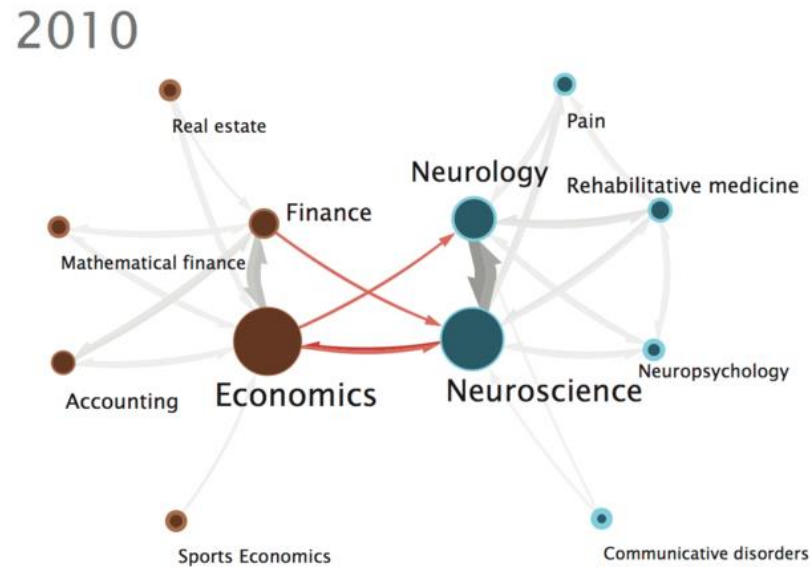 2010
Real estate
Pain
Neurology
Rehabilitative medicine
Finance
Mathematical finance
Neuropsychology
Economics
Neuroscience
Accounting
Sports Economics
Communicative disorders